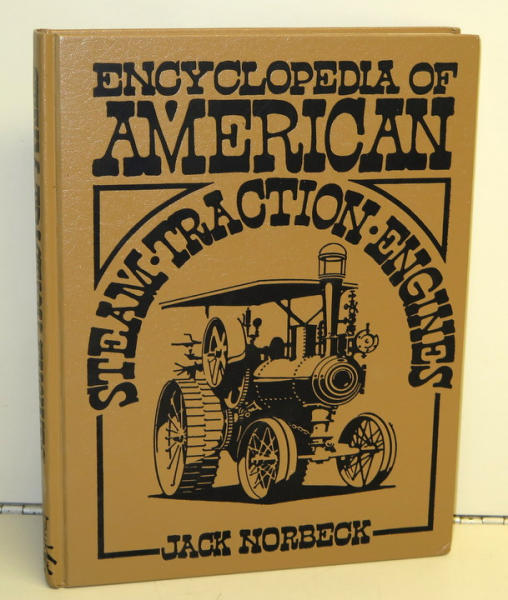 ENCYCLOPEDIA OF
AMERICAN
STEAM · TRACTION · ENGINES
JACK NORBECK